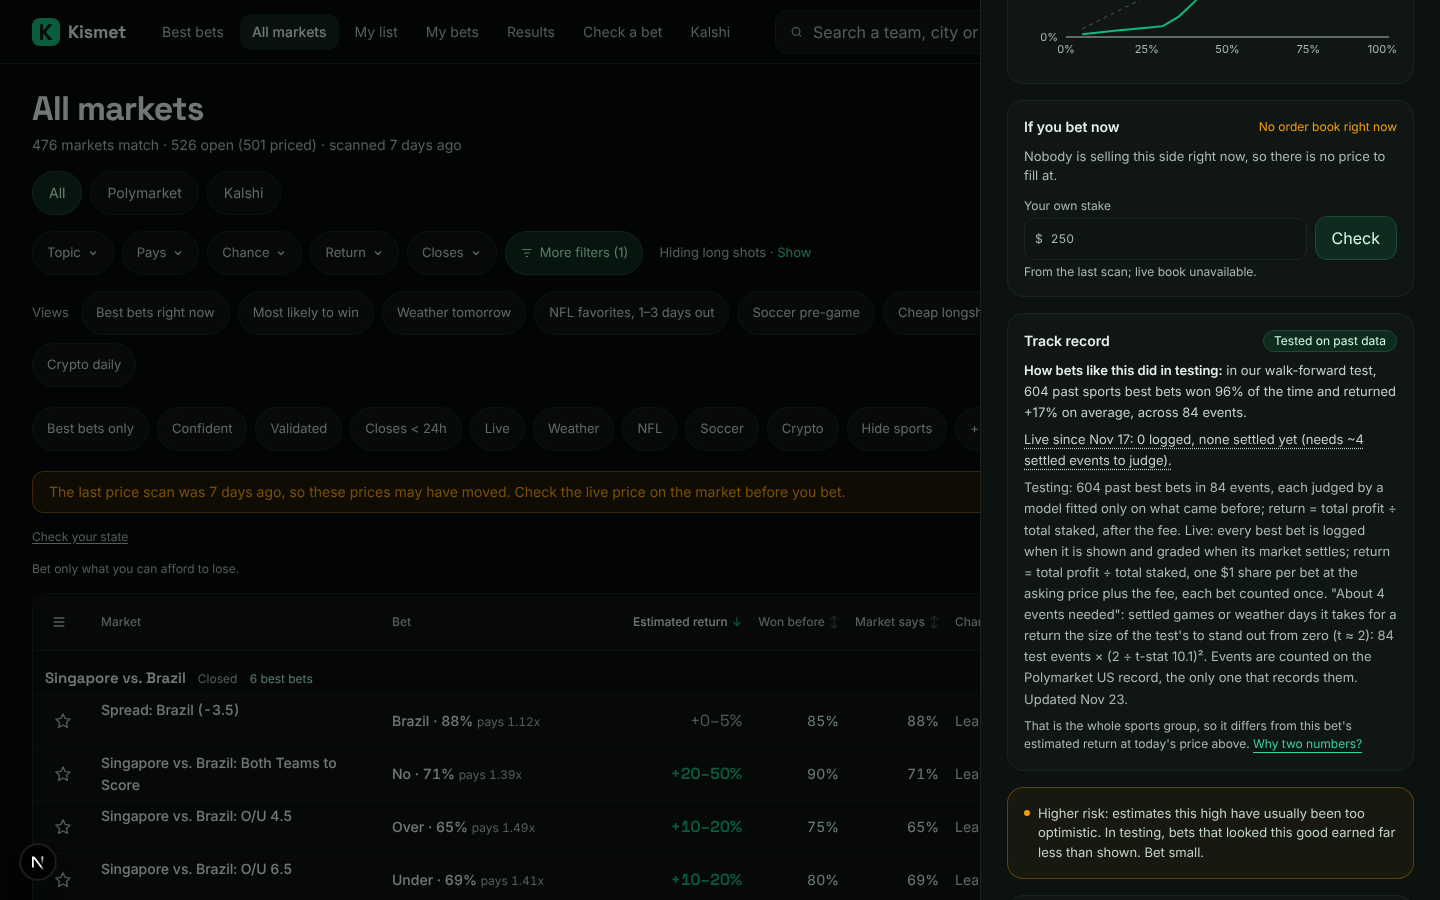 Kismet
Best bets
All markets
My list
My bets
Results
Check a bet
Kalshi
Search a team, city or
All markets
476 markets match · 526 open (501 priced) · scanned 7 days ago
All
Polymarket
Kalshi
Topic
Pays
Chance
Return
Closes
More filters (1)
Hiding long shots · Show
Views
Best bets right now
Most likely to win
Weather tomorrow
NFL favorites, 1–3 days out
Soccer pre-game
Cheap longsh
Crypto daily
Best bets only
Confident
Validated
Closes < 24h
Live
Weather
NFL
Soccer
Crypto
Hide sports
+
The last price scan was 7 days ago, so these prices may have moved. Check the live price on the market before you bet.
Check your state
Bet only what you can afford to lose.
Market
Bet
Estimated return ↓
Won before
Market says
Char
Singapore vs. Brazil Closed 6 best bets
Spread: Brazil (-3.5)
Brazil · 88% pays 1.12x
+0–5%
85%
88%
Lea
Singapore vs. Brazil: Both Teams to
Score
No · 71% pays 1.39x
+20–50%
90%
71%
Lea
Singapore vs. Brazil: O/U 4.5
Over · 65% pays 1.49x
+10–20%
75%
65%
Lea
Singapore vs. Brazil: O/U 6.5
Under · 69% pays 1.41x
+10–20%
80%
69%
Lea
0%
0%
25%
50%
75%
100%
If you bet now
No order book right now
Nobody is selling this side right now, so there is no price to
fill at.
Your own stake
$ 250
Check
From the last scan; live book unavailable.
Track record
Tested on past data
How bets like this did in testing: in our walk-forward test,
604 past sports best bets won 96% of the time and returned
+17% on average, across 84 events.
Live since Nov 17: 0 logged, none settled yet (needs ~4
settled events to judge).
Testing: 604 past best bets in 84 events, each judged by a
model fitted only on what came before; return = total profit ÷
total staked, after the fee. Live: every best bet is logged
when it is shown and graded when its market settles; return
= total profit ÷ total staked, one $1 share per bet at the
asking price plus the fee, each bet counted once. "About 4
events needed": settled games or weather days it takes for a
return the size of the test's to stand out from zero (t ≈ 2): 84
test events × (2 ÷ t-stat 10.1)². Events are counted on the
Polymarket US record, the only one that records them.
Updated Nov 23.
That is the whole sports group, so it differs from this bet's
estimated return at today's price above. Why two numbers?
Higher risk: estimates this high have usually been too
optimistic. In testing, bets that looked this good earned far
less than shown. Bet small.